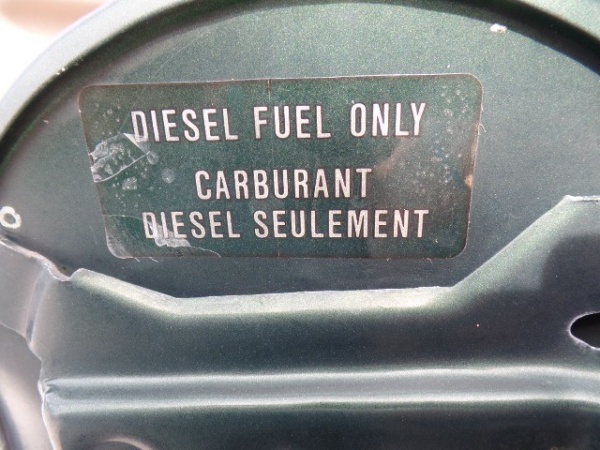 DIESEL FUEL ONLY
CARBURANT
DIESEL SEULEMENT